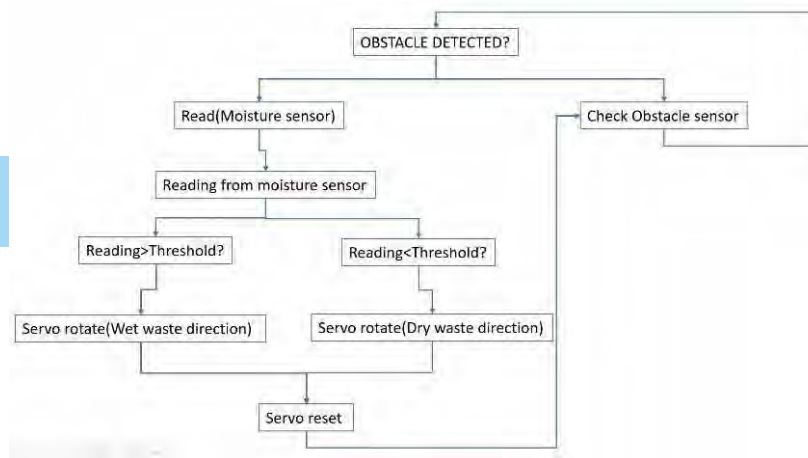 OBSTACLE DETECTED?
Read(Moisture sensor)
Check Obstacle sensor
Reading from moisture sensor
Reading>Threshold?
Reading<Threshold?
Servo rotate(Wet waste direction)
Servo rotate(Dry waste direction)
Servo reset